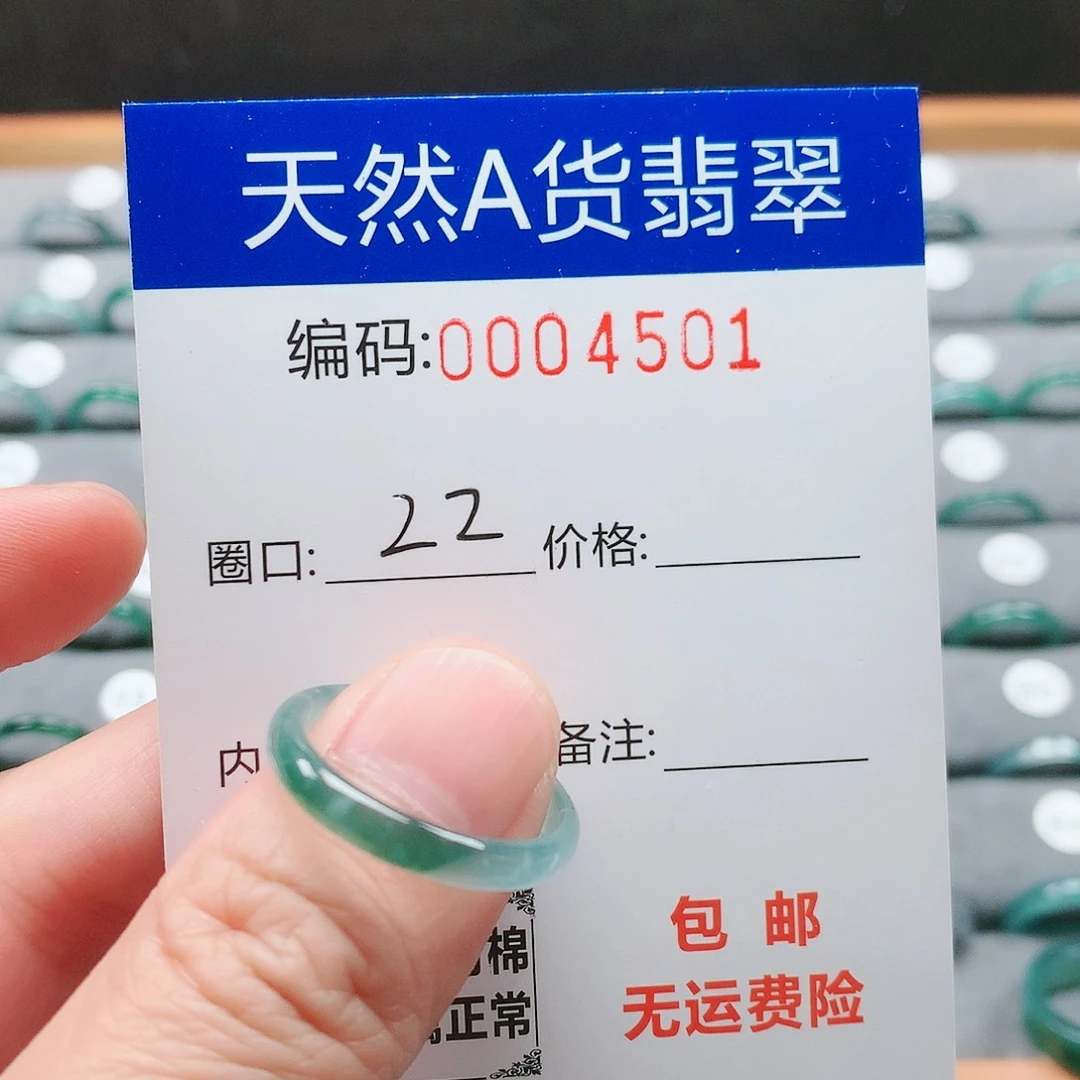 天然A货翡翠
编码:0004501
圈口: 22 价格:
内 备注:
棉
正常
包 邮
无运费险